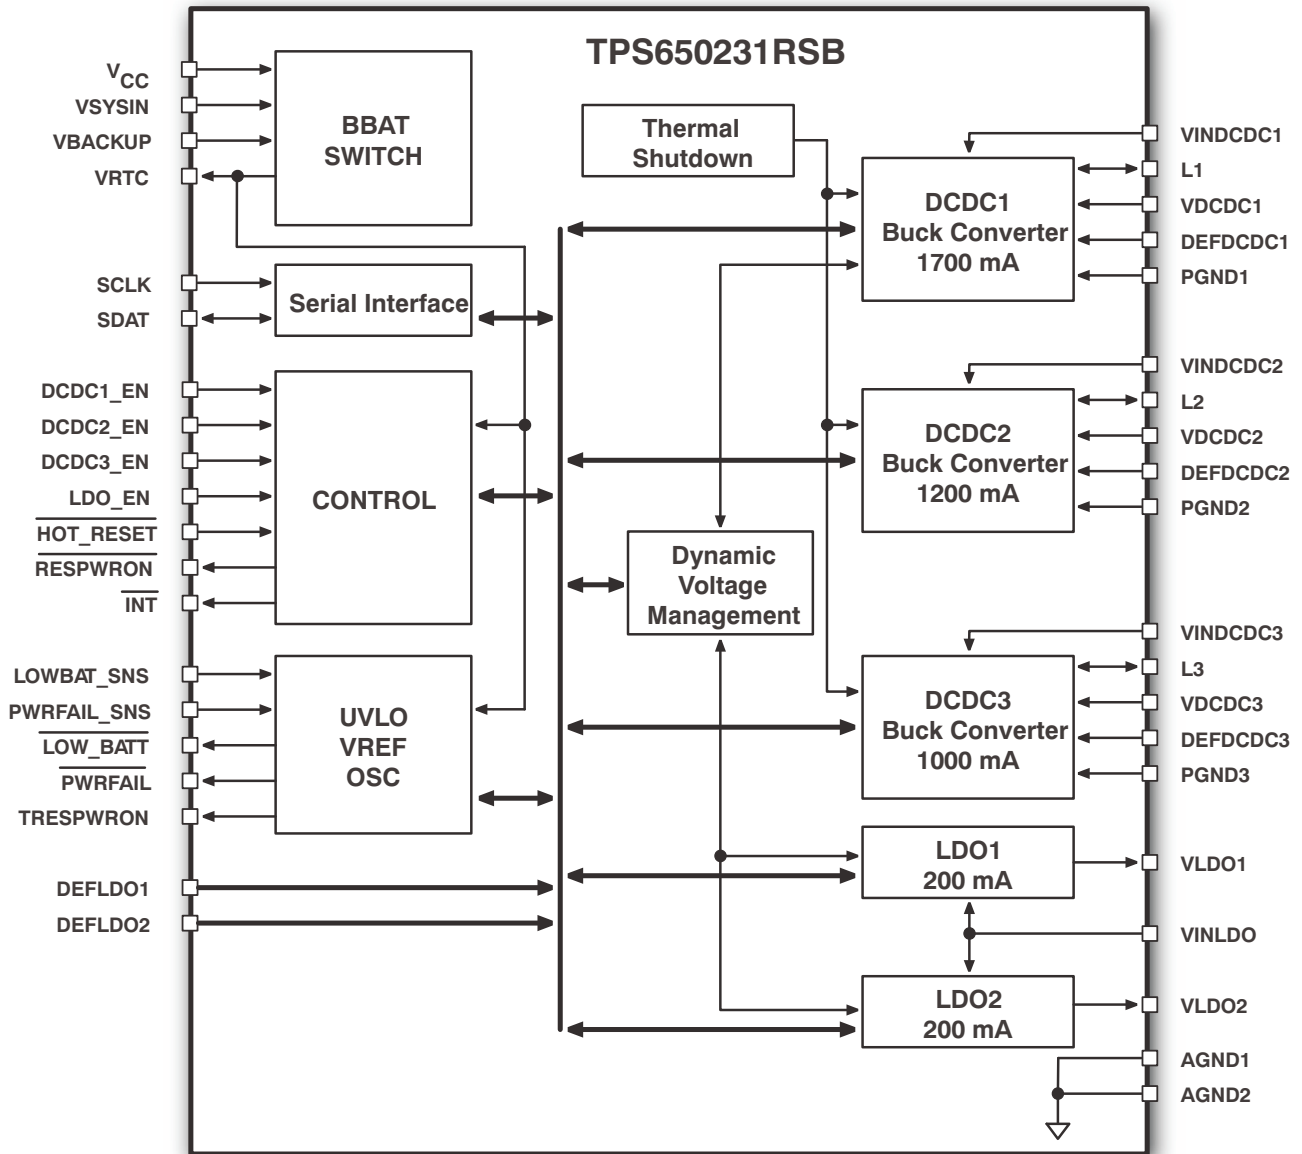 TPS650231RSB
VCC
VSYSIN
VBACKUP
VRTC
BBAT
SWITCH
SCLK
SDAT
Serial Interface
DCDC1_EN
DCDC2_EN
DCDC3_EN
LDO_EN
HOT_RESET
RESPWRON
INT
CONTROL
LOWBAT_SNS
PWRFAIL_SNS
LOW_BATT
PWRFAIL
TRESPWRON
UVLO
VREF
OSC
DEFLDO1
DEFLDO2
Thermal
Shutdown
Dynamic
Voltage
Management
DCDC1
Buck Converter
1700 mA
VINDCDC1
L1
VDCDC1
DEFDCDC1
PGND1
DCDC2
Buck Converter
1200 mA
VINDCDC2
L2
VDCDC2
DEFDCDC2
PGND2
DCDC3
Buck Converter
1000 mA
VINDCDC3
L3
VDCDC3
DEFDCDC3
PGND3
LDO1
200 mA
VLDO1
VINLDO
LDO2
200 mA
VLDO2
AGND1
AGND2